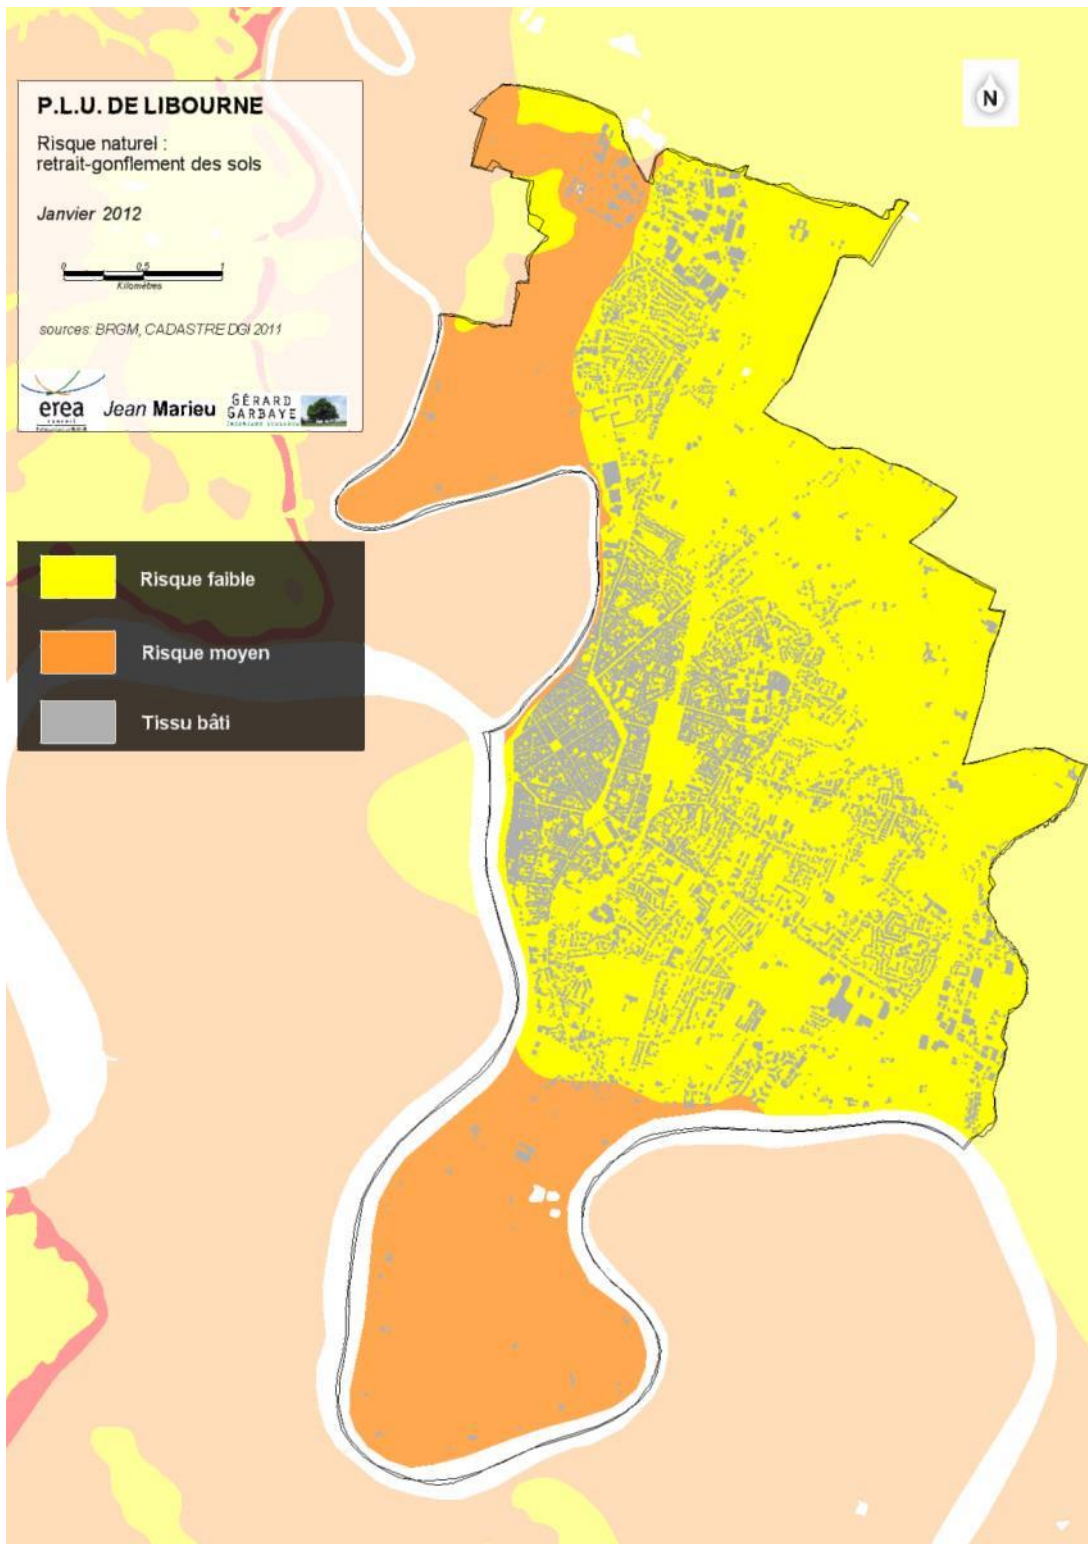 P.L.U. DE LIBOURNE
Risque naturel :
retrait-gonflement des sols
Janvier 2012
0 0.5 1
Kilomètres
sources: BRGM, CADASTRE DGI 2011
erea Jean Marieu GÉRARD
GARBAYE
Risque faible
Risque moyen
Tissu bâti
N